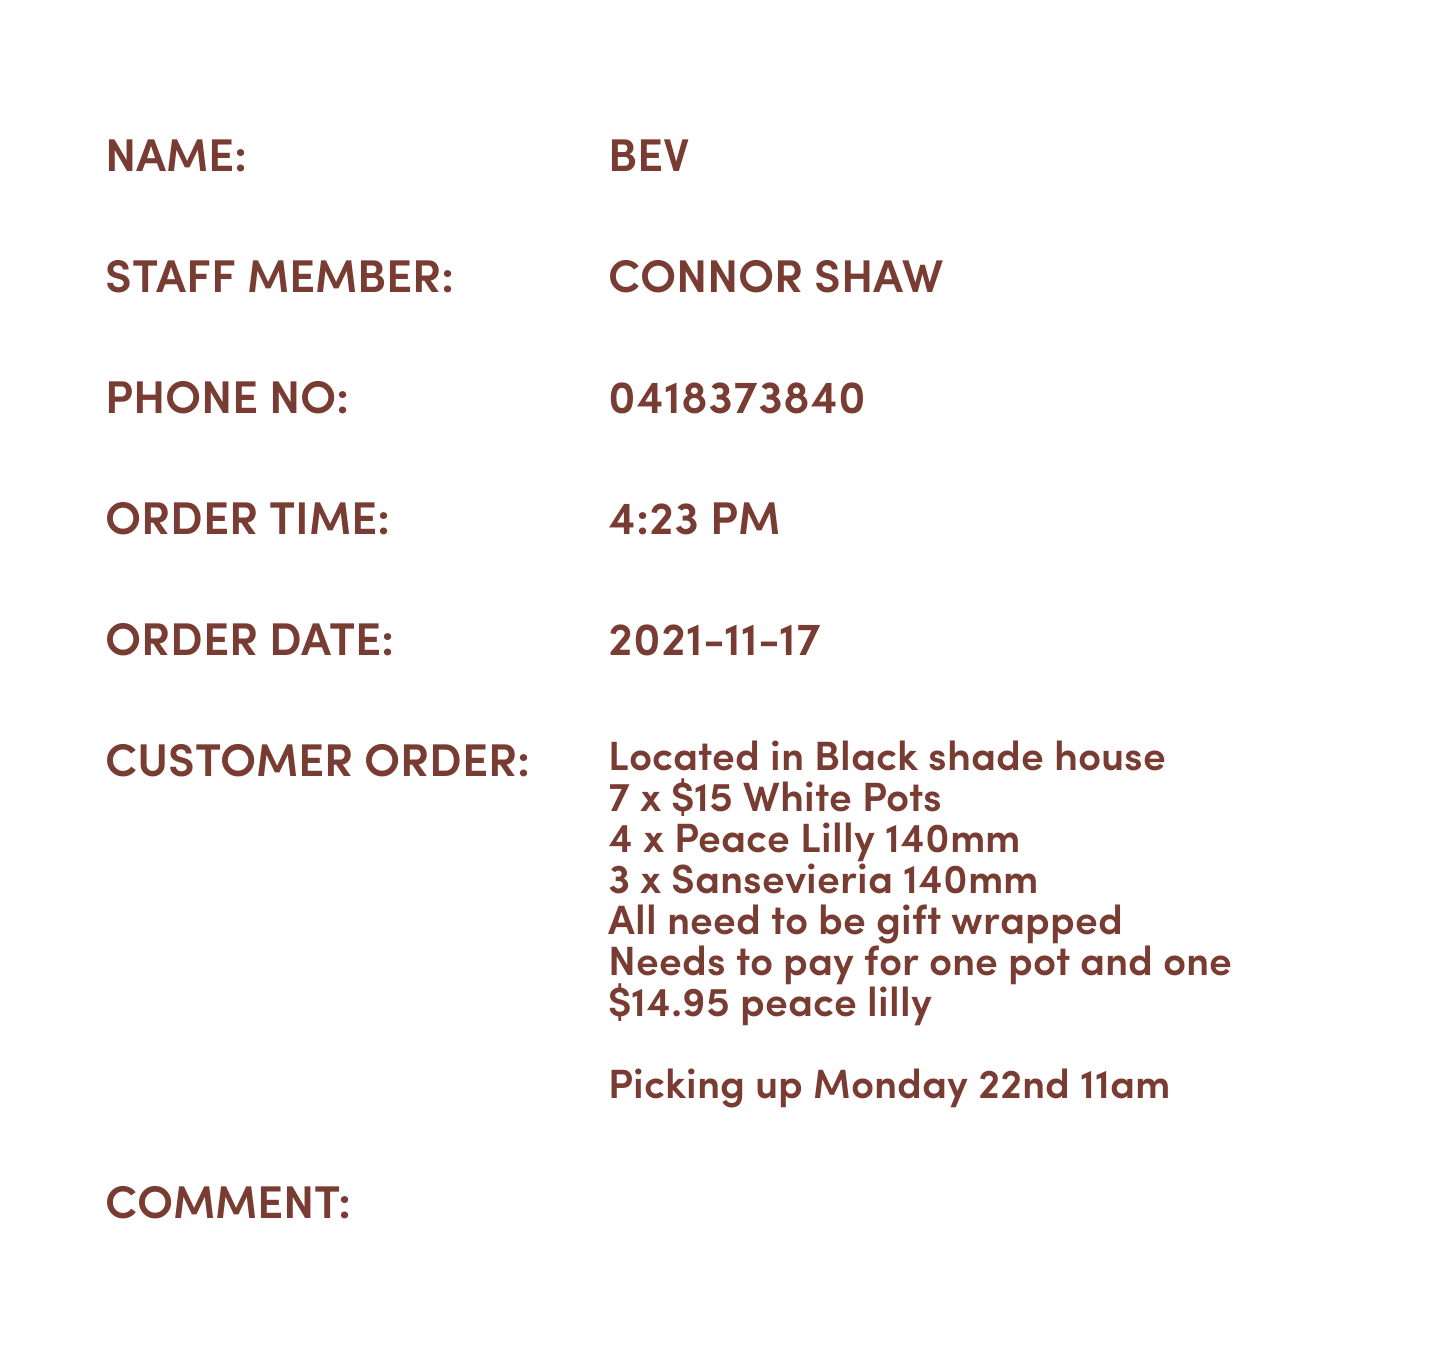 NAME: BEV
STAFF MEMBER: CONNOR SHAW
PHONE NO: 0418373840
ORDER TIME: 4:23 PM
ORDER DATE: 2021-11-17
CUSTOMER ORDER: Located in Black shade house
7 x $15 White Pots
4 x Peace Lilly 140mm
3 x Sansevieria 140mm
All need to be gift wrapped
Needs to pay for one pot and one
$14.95 peace lilly
Picking up Monday 22nd 11am
COMMENT: